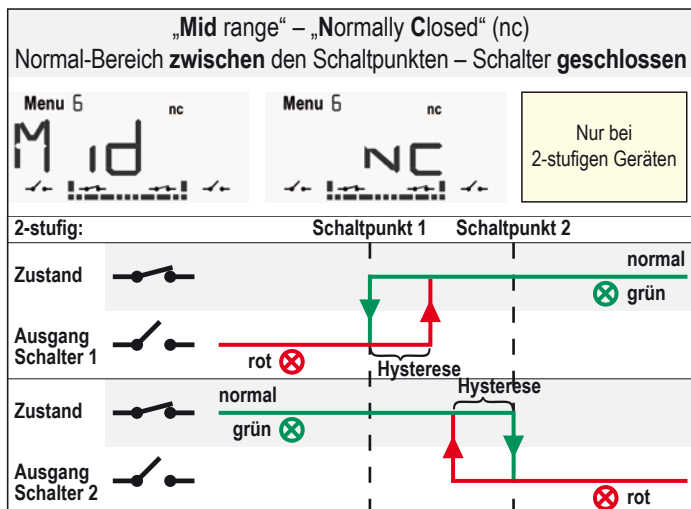 „Mid range“ – „Normally Closed“ (nc)
Normal-Bereich zwischen den Schaltpunkten – Schalter geschlossen
Menu 6 nc
Mid
Menu 6 nc
NC
Nur bei
2-stufigen Geräten
2-stufig: Schaltpunkt 1 Schaltpunkt 2
normal
Zustand
grün
Ausgang
Schalter 1
rot
Hysterese
Hysterese
normal
Zustand
grün
Ausgang
Schalter 2
rot